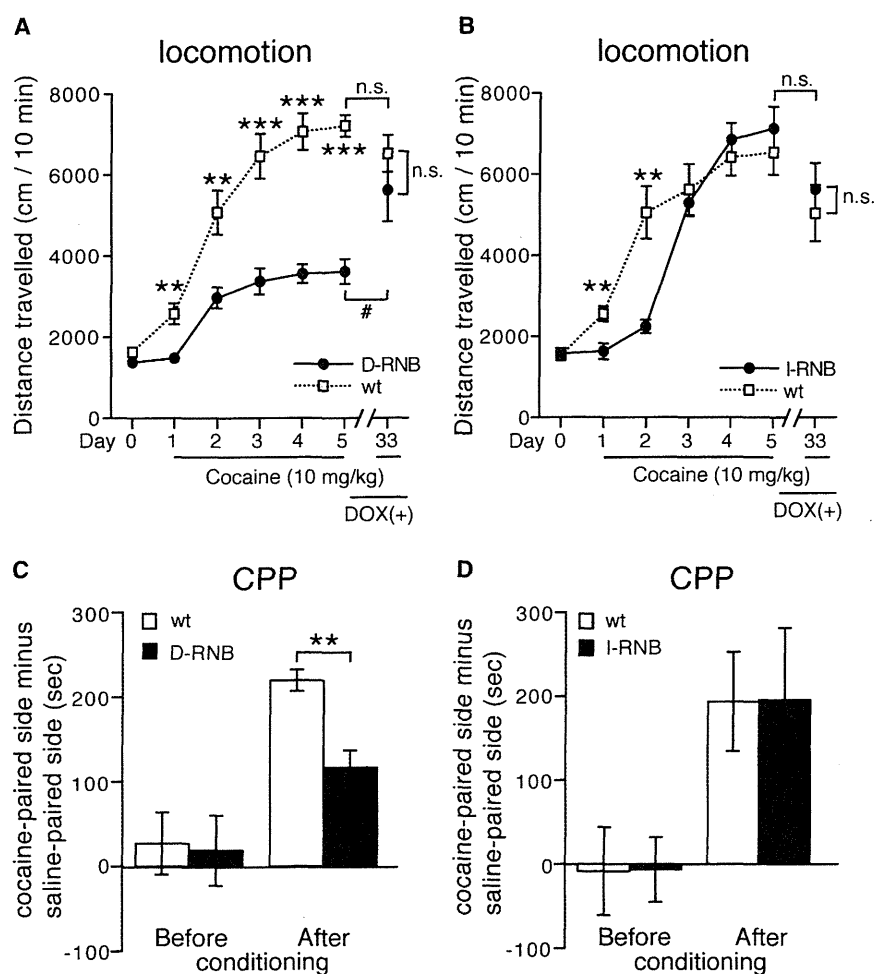 A
locomotion
Distance travelled (cm / 10 min)
8000
6000
4000
2000
0
**
**
***
***
***
n.s.
n.s.
#
D-RNB
wt
Day 0 1 2 3 4 5 33
Cocaine (10 mg/kg)
DOX(+)
B
locomotion
Distance travelled (cm / 10 min)
8000
6000
4000
2000
0
**
**
n.s.
n.s.
I-RNB
wt
Day 0 1 2 3 4 5 33
Cocaine (10 mg/kg)
DOX(+)
C
CPP
cocaine-paired side minus
saline-paired side (sec)
300
200
100
0
-100
wt
D-RNB
**
Before After
conditioning
D
CPP
cocaine-paired side minus
saline-paired side (sec)
300
200
100
0
-100
wt
I-RNB
Before After
conditioning